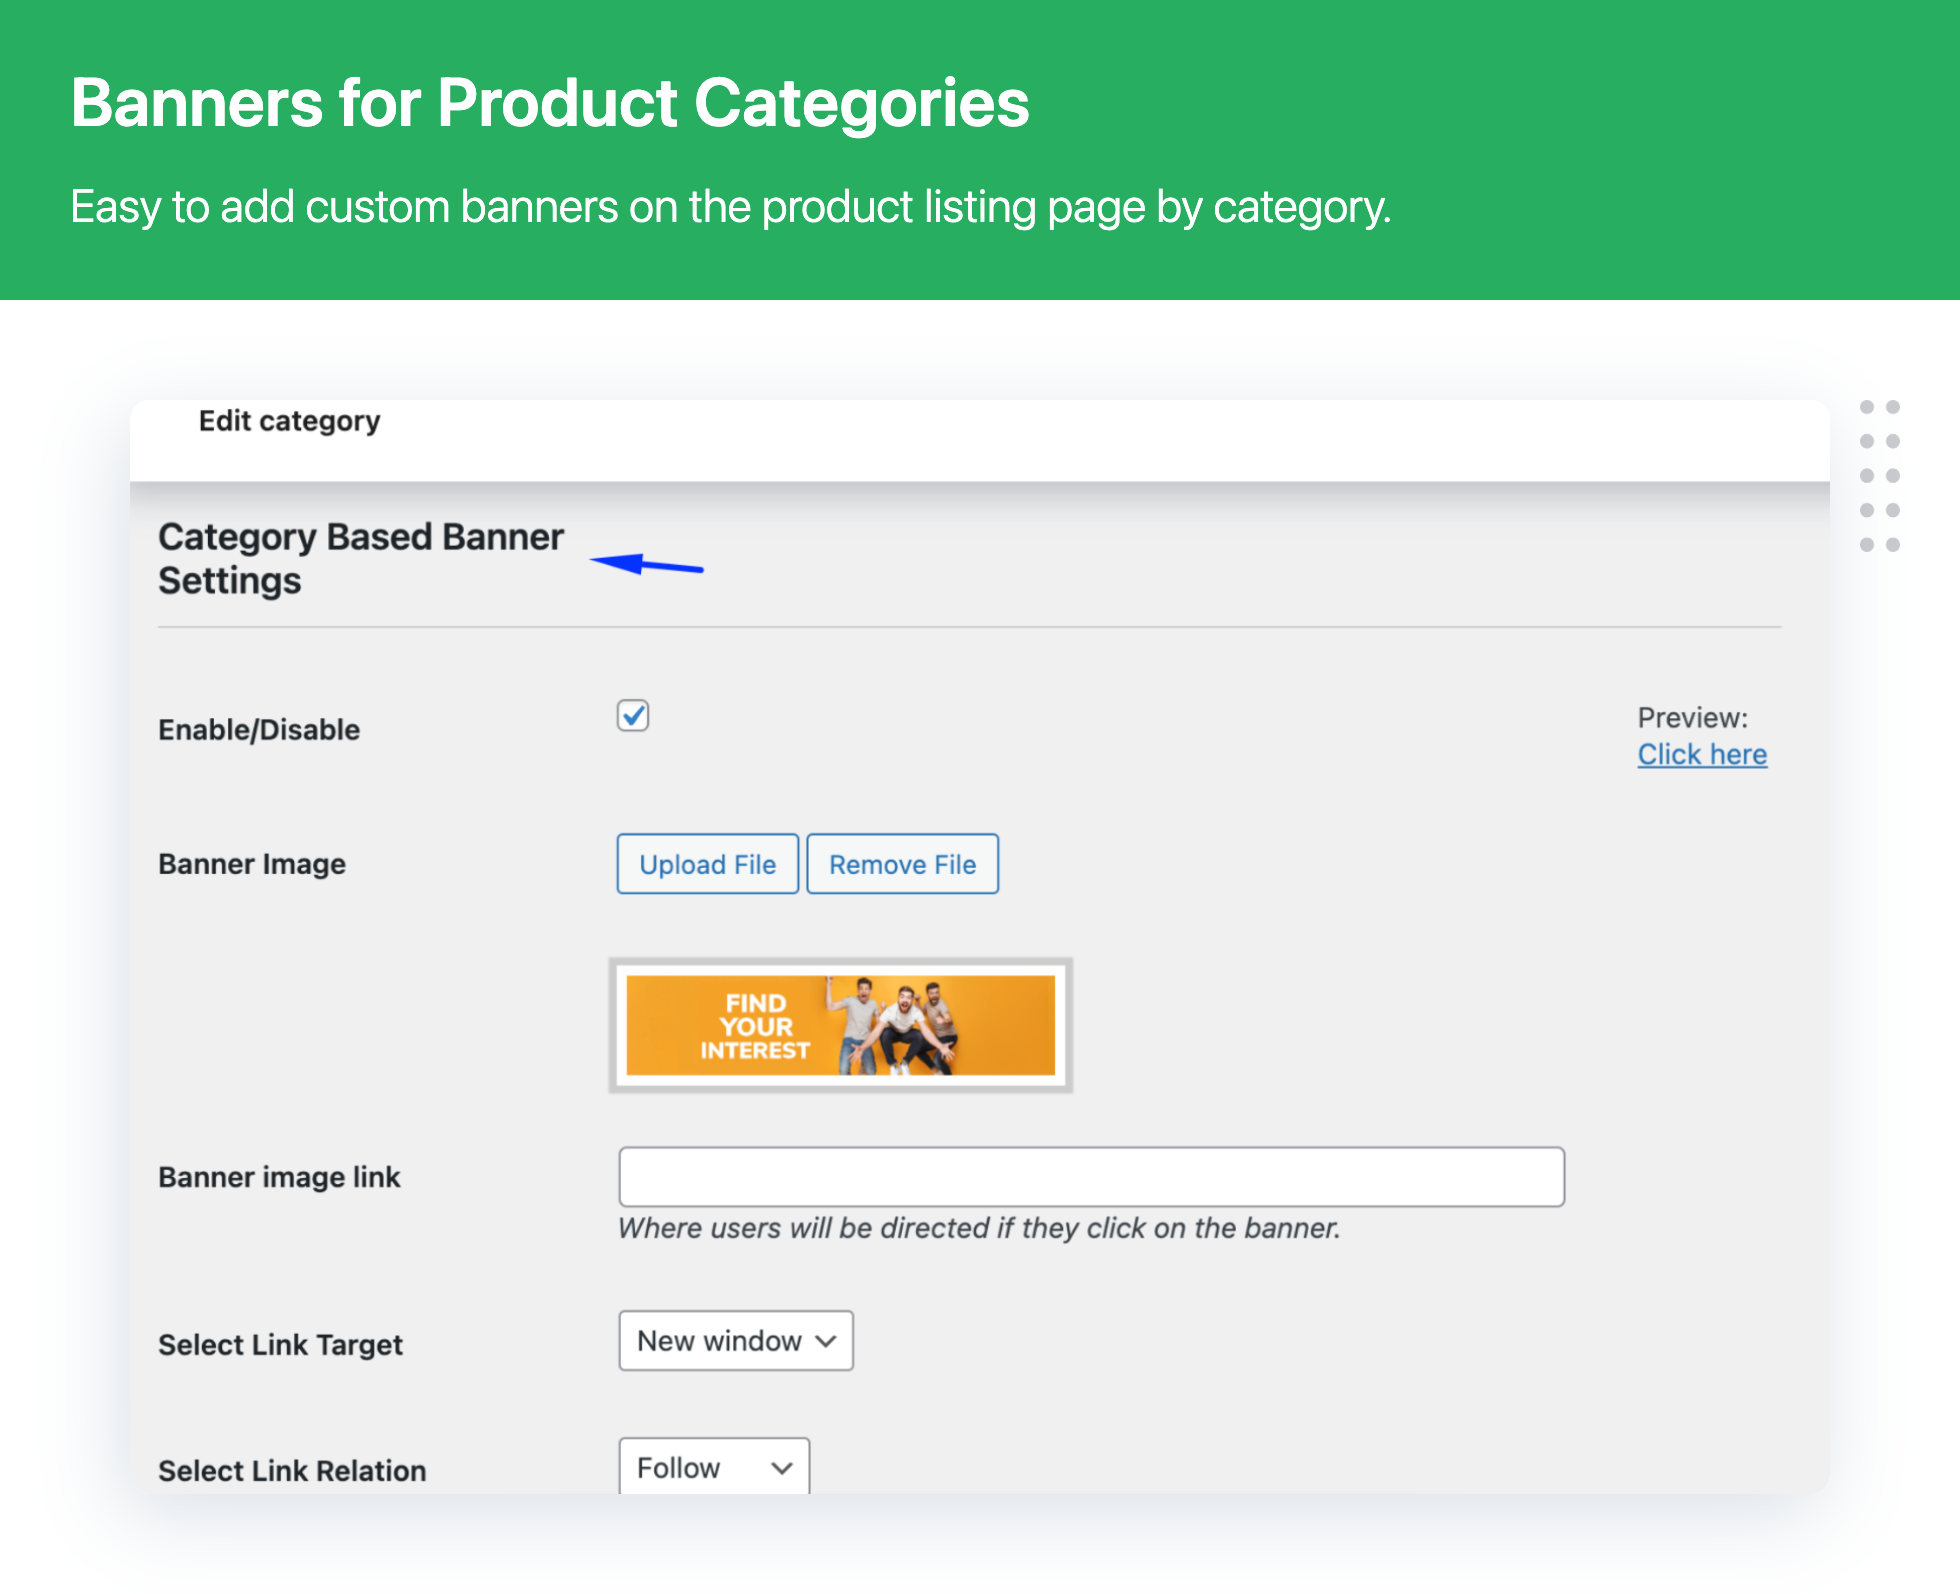 Banners for Product Categories
Easy to add custom banners on the product listing page by category.
Edit category
Category Based Banner
Settings
Enable/Disable
Preview:
Click here
Banner Image
Upload File
Remove File
FIND
YOUR
INTEREST
Banner image link
Where users will be directed if they click on the banner.
Select Link Target
New window
Select Link Relation
Follow